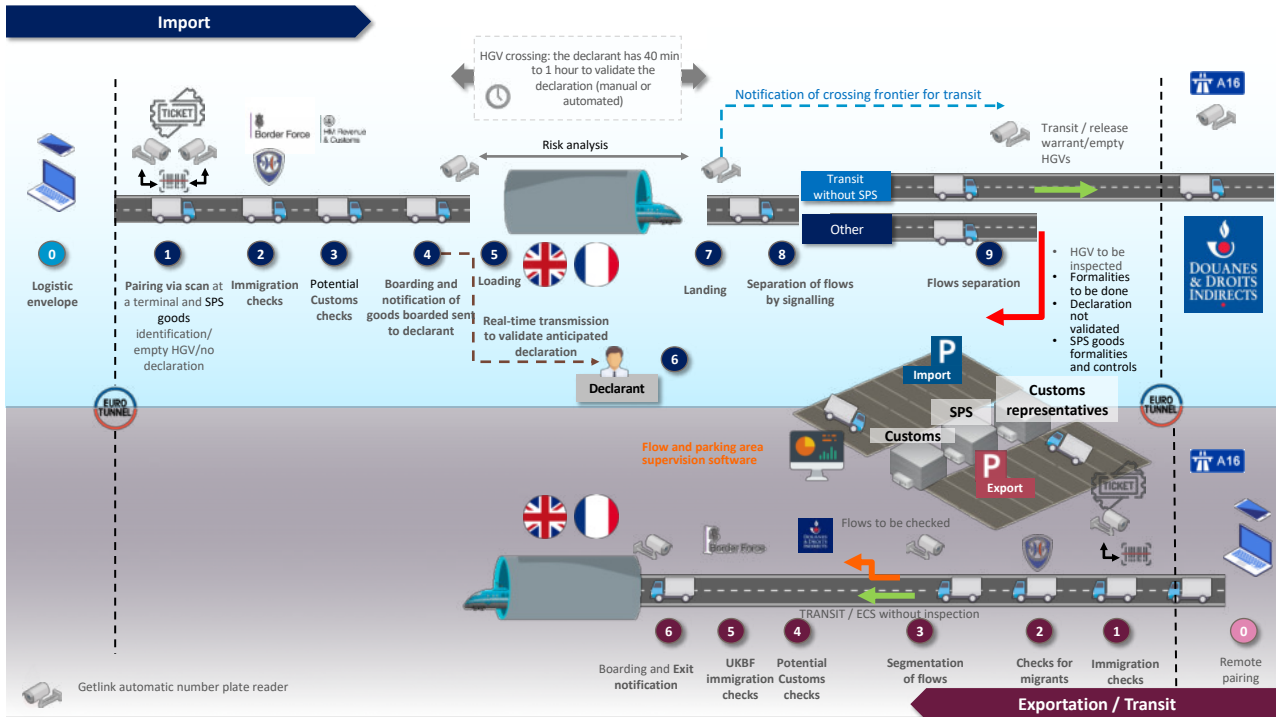 Import
HGV crossing: the declarant has 40 min
to 1 hour to validate the
declaration (manual or
automated)
Notification of crossing frontier for transit
A16
TICKET
Border Force
HM Revenue
& Customs
Risk analysis
Transit / release
warrant/empty
HGVs
Transit
without SPS
Other
0
Logistic
envelope
1
Pairing via scan at
a terminal and SPS
goods
identification/
empty HGV/no
declaration
2
Immigration
checks
3
Potential
Customs
checks
4
Boarding and
notification of
goods boarded sent
to declarant
5
Loading
7
Landing
8
Separation of flows
by signalling
9
Flows separation
• HGV to be
inspected
• Formalities
to be done
• Declaration
not
validated
• SPS goods
formalities
and controls
DOUANES
& DROITS
INDIRECTS
Real-time transmission
to validate anticipated
declaration
6
Declarant
P
Import
EURO
TUNNEL
EURO
TUNNEL
Customs
representatives
SPS
Customs
Flow and parking area
supervision software
P
Export
A16
TICKET
DOUANES
& DROITS
INDIRECTS
Border Force
Flows to be checked
TRANSIT / ECS without inspection
6
Boarding and Exit
notification
5
UKBF
immigration
checks
4
Potential
Customs
checks
3
Segmentation
of flows
2
Checks for
migrants
1
Immigration
checks
0
Remote
pairing
Getlink automatic number plate reader
Exportation / Transit